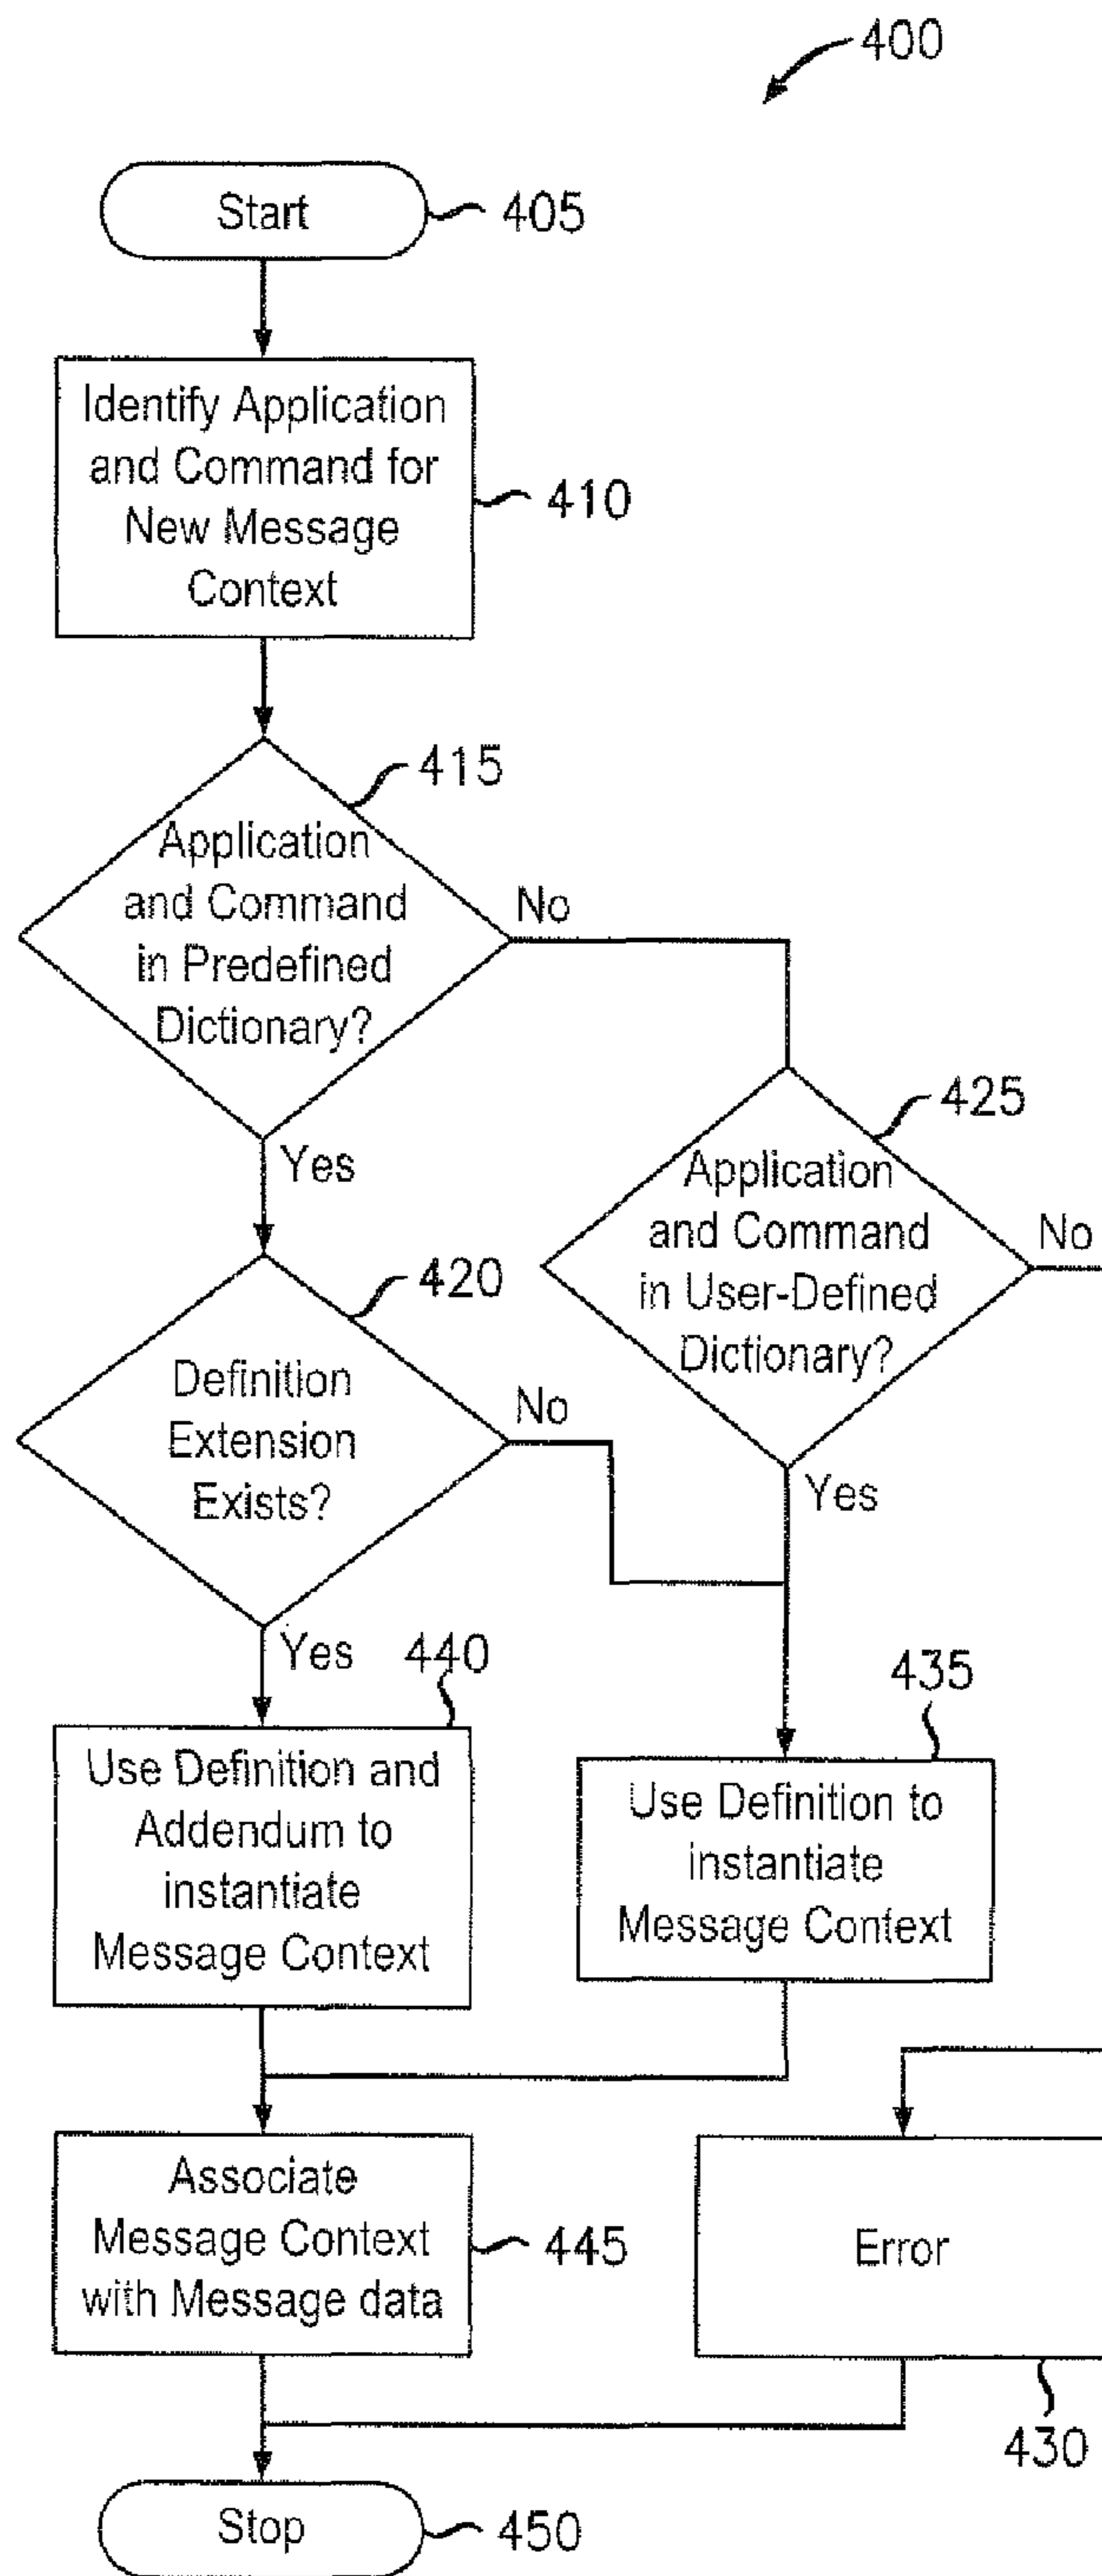 400
Start
405
Identify Application
and Command for
New Message
Context
410
415
Application
and Command
in Predefined
Dictionary?
No
Yes
425
Application
and Command
in User-Defined
Dictionary?
No
Yes
420
Definition
Extension
Exists?
No
Yes
440
Use Definition and
Addendum to
instantiate
Message Context
435
Use Definition to
instantiate
Message Context
Associate
Message Context
with Message data
445
Error
430
Stop
450